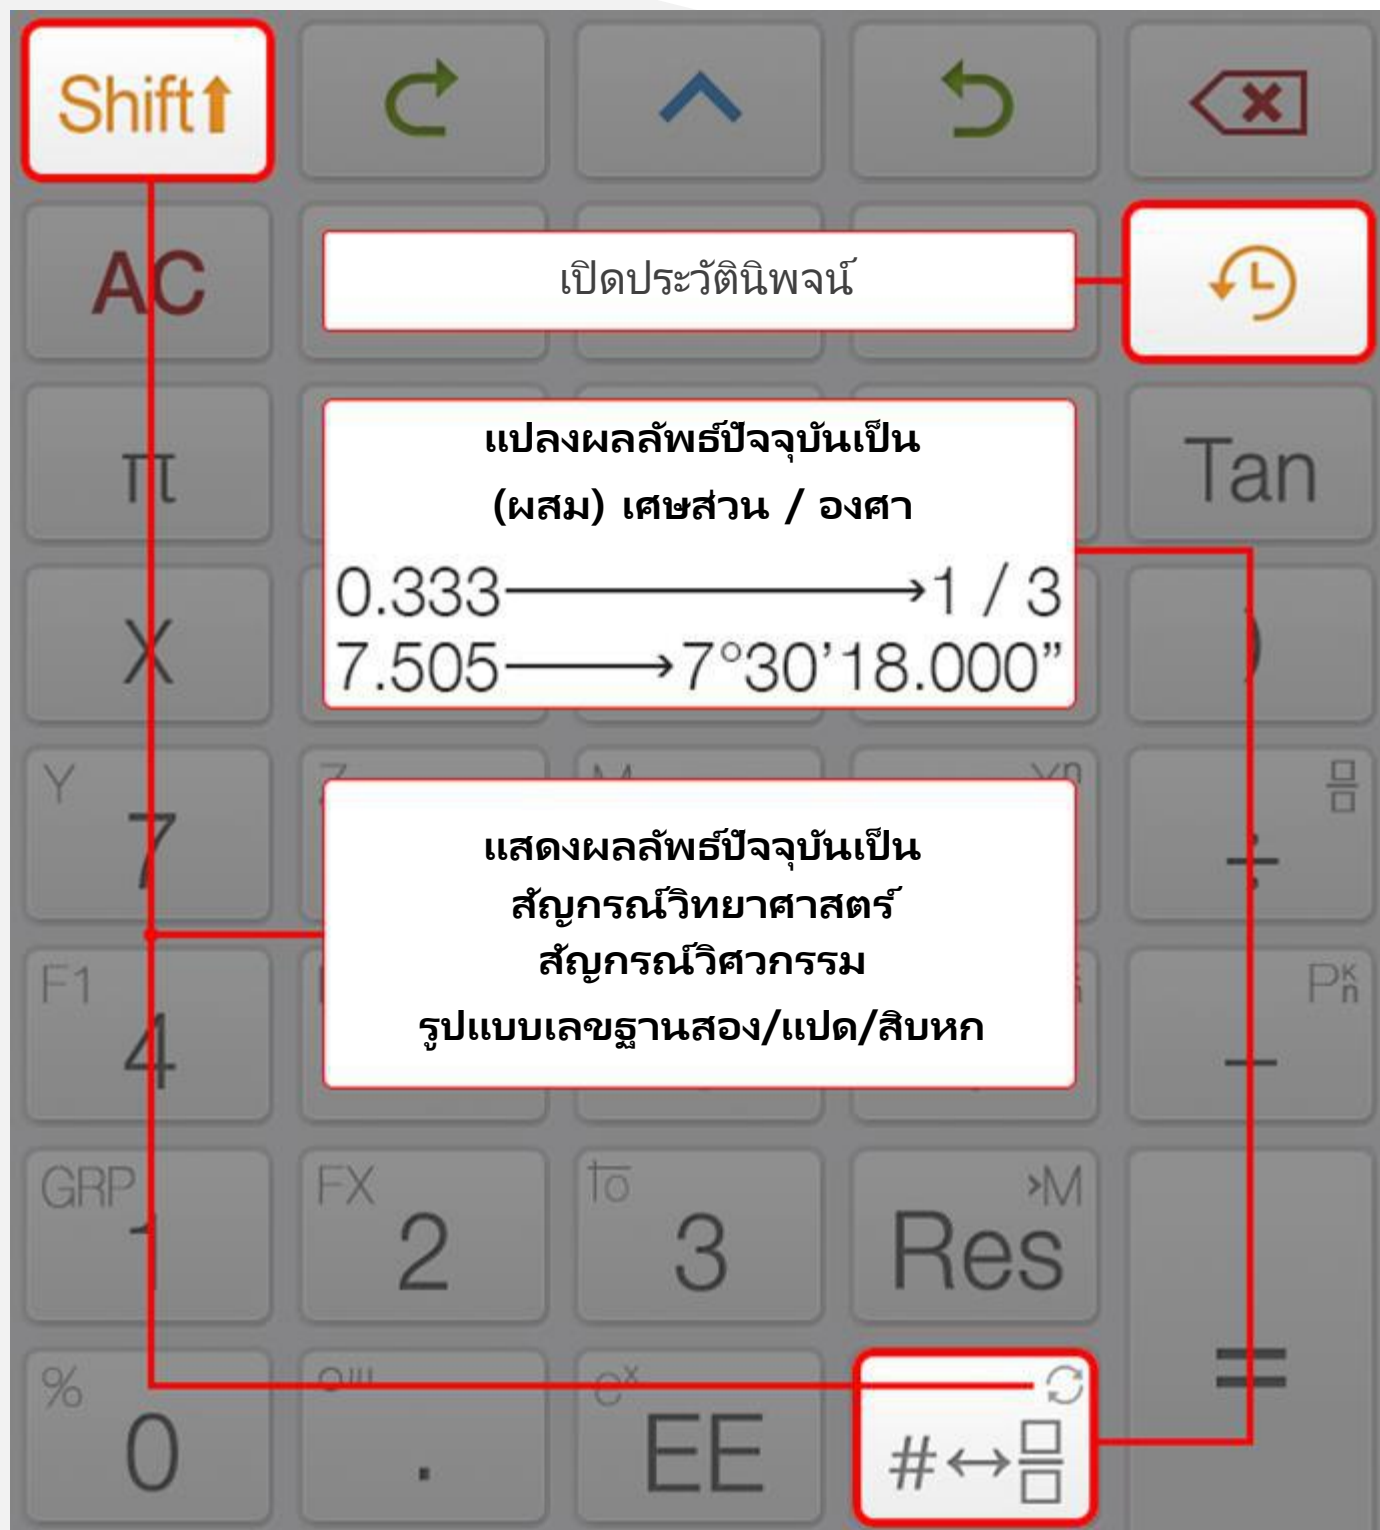 Shift
AC
เปิดประวัตินิพจน์
π
แปลงผลลัพธ์ปัจจุบันเป็น
(ผสม) เศษส่วน / องศา
Tan
0.333⟶1 / 3
X
)
7.505⟶7°30’18.000”
Y
7
÷
แสดงผลลัพธ์ปัจจุบันเป็น
สัญกรณ์วิทยาศาสตร์
สัญกรณ์วิศวกรรม
รูปแบบเลขฐานสอง/แปด/สิบหก
F1
4
−
GRP
1
FX
2
3
>M
Res
=
%
0
.
eˣ
EE
#↔